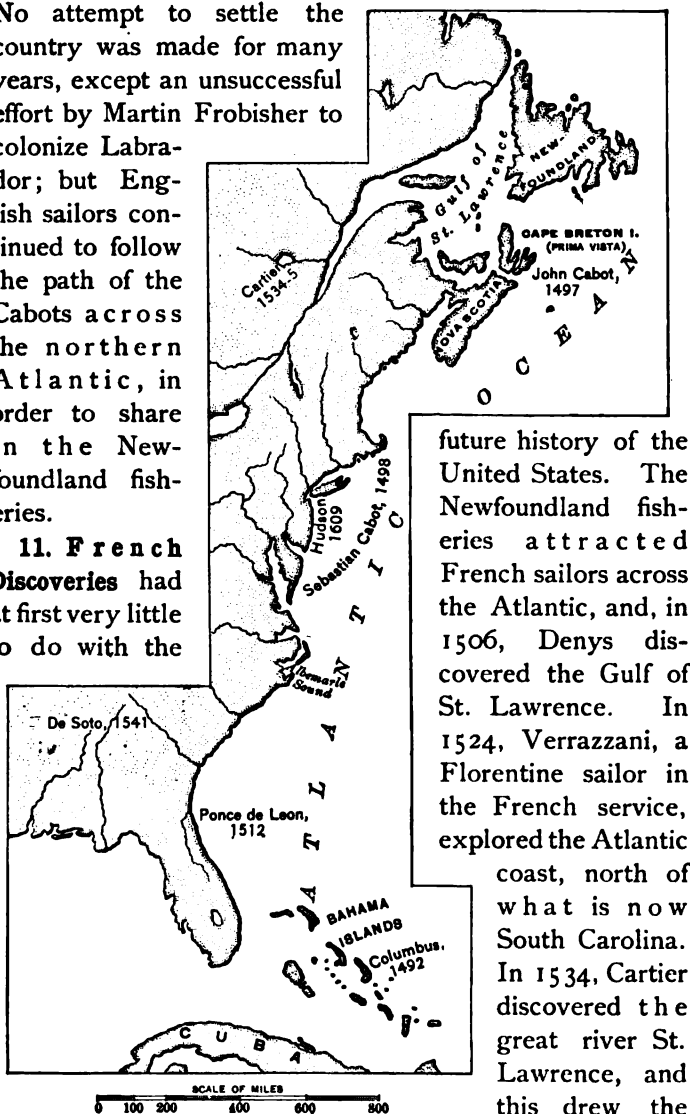 No attempt to settle the
country was made for many
years, except an unsuccessful
effort by Martin Frobisher to
colonize Labra-
dor; but Eng-
lish sailors con-
tinued to follow
the path of the
Cabots across
the northern
Atlantic, in
order to share
in the New-
foundland fish-
eries.
11. French
Discoveries had
at first very little
to do with the
NEW-
FOUNDLAND
Gulf of
St. Lawrence
CAPE BRETON I.
(PRIMA VISTA)
John Cabot,
1497
NOVA SCOTIA
Cartier
1534-5
ATLANTIC OCEAN
Hudson
1609
Sebastian Cabot, 1498
Albemarle
Sound
De Soto, 1541
Ponce de Leon,
1512
BAHAMA
ISLANDS
Columbus,
1492
CUBA
SCALE OF MILES
0 100 200 400 600 800
future history of the
United States. The
Newfoundland fish-
eries attracted
French sailors across
the Atlantic, and, in
1506, Denys dis-
covered the Gulf of
St. Lawrence. In
1524, Verrazzani, a
Florentine sailor in
the French service,
explored the Atlantic
coast, north of
what is now
South Carolina.
In 1534, Cartier
discovered the
great river St.
Lawrence, and
this drew the